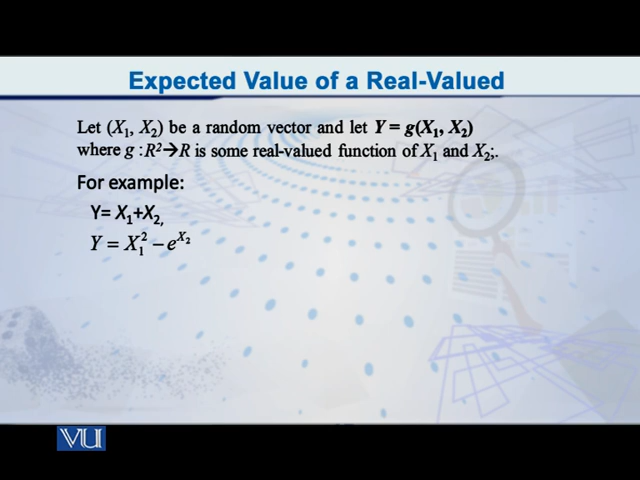 Expected Value of a Real-Valued
Let (X₁, X₂) be a random vector and let Y = g(X₁, X₂)
where g : R²→R is some real-valued function of X₁ and X₂;.
For example:
Y= X₁+X₂,
Y = X₁² – e^X₂
VU